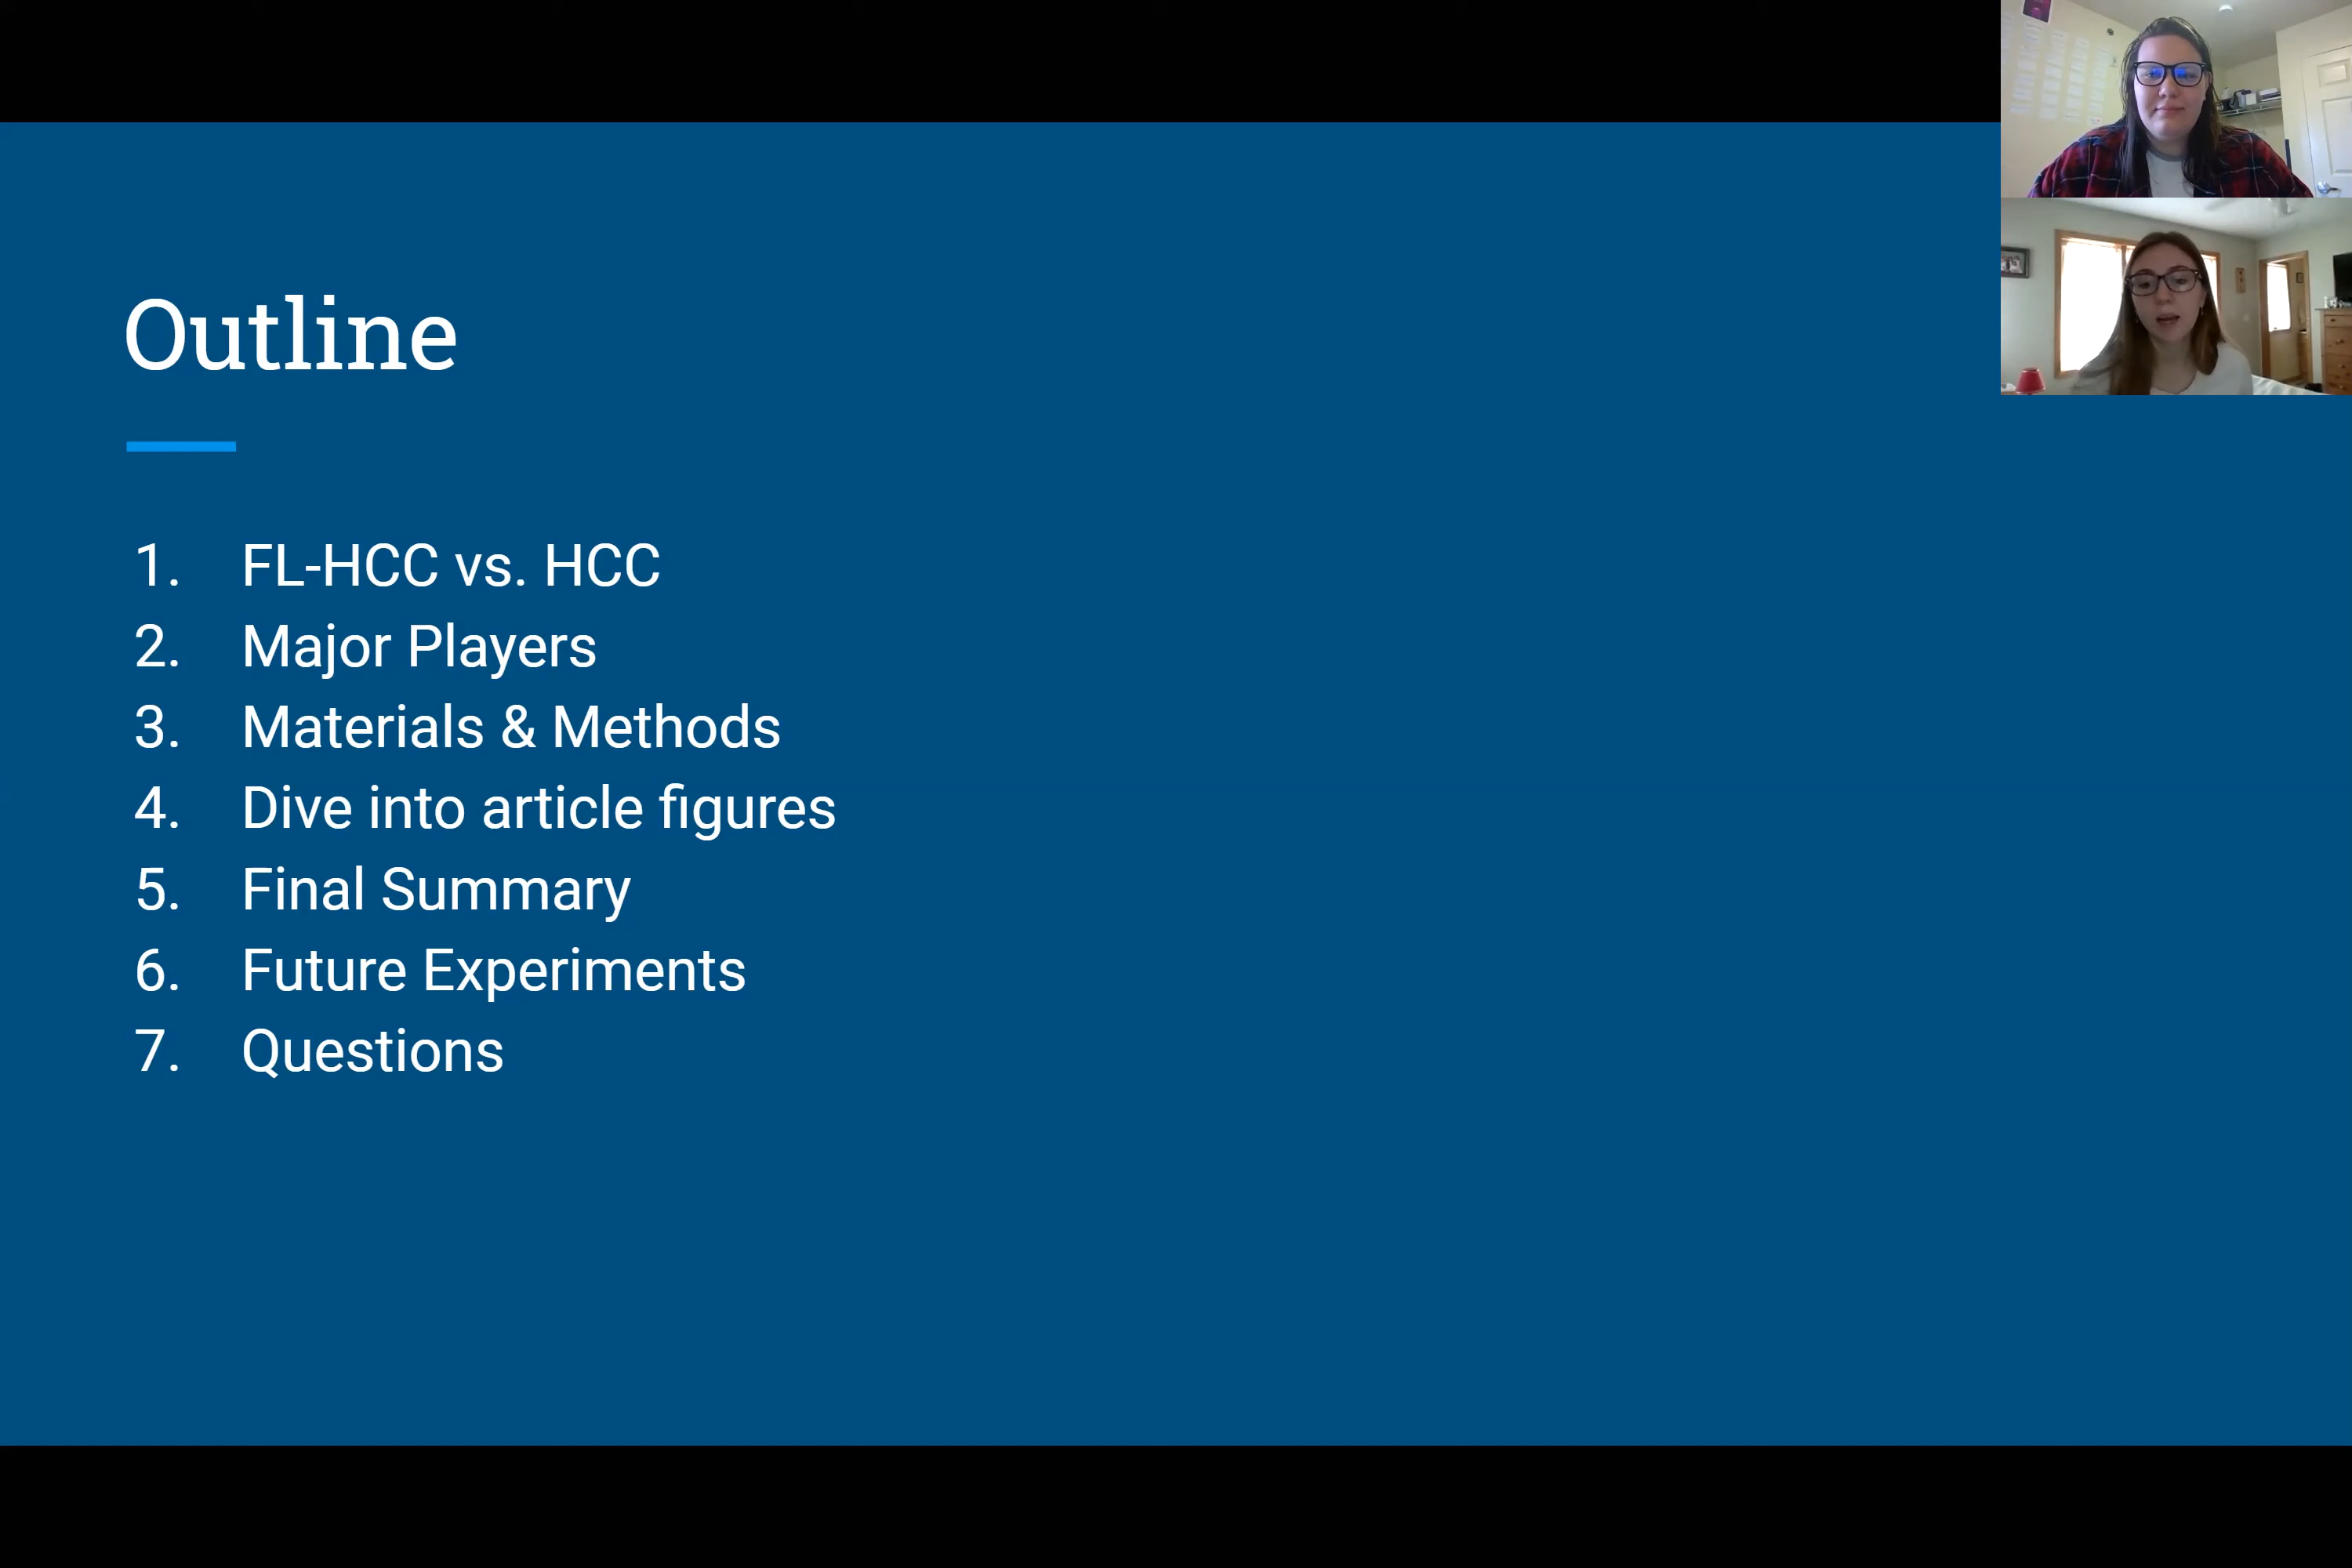 Outline
1. FL-HCC vs. HCC
2. Major Players
3. Materials & Methods
4. Dive into article figures
5. Final Summary
6. Future Experiments
7. Questions